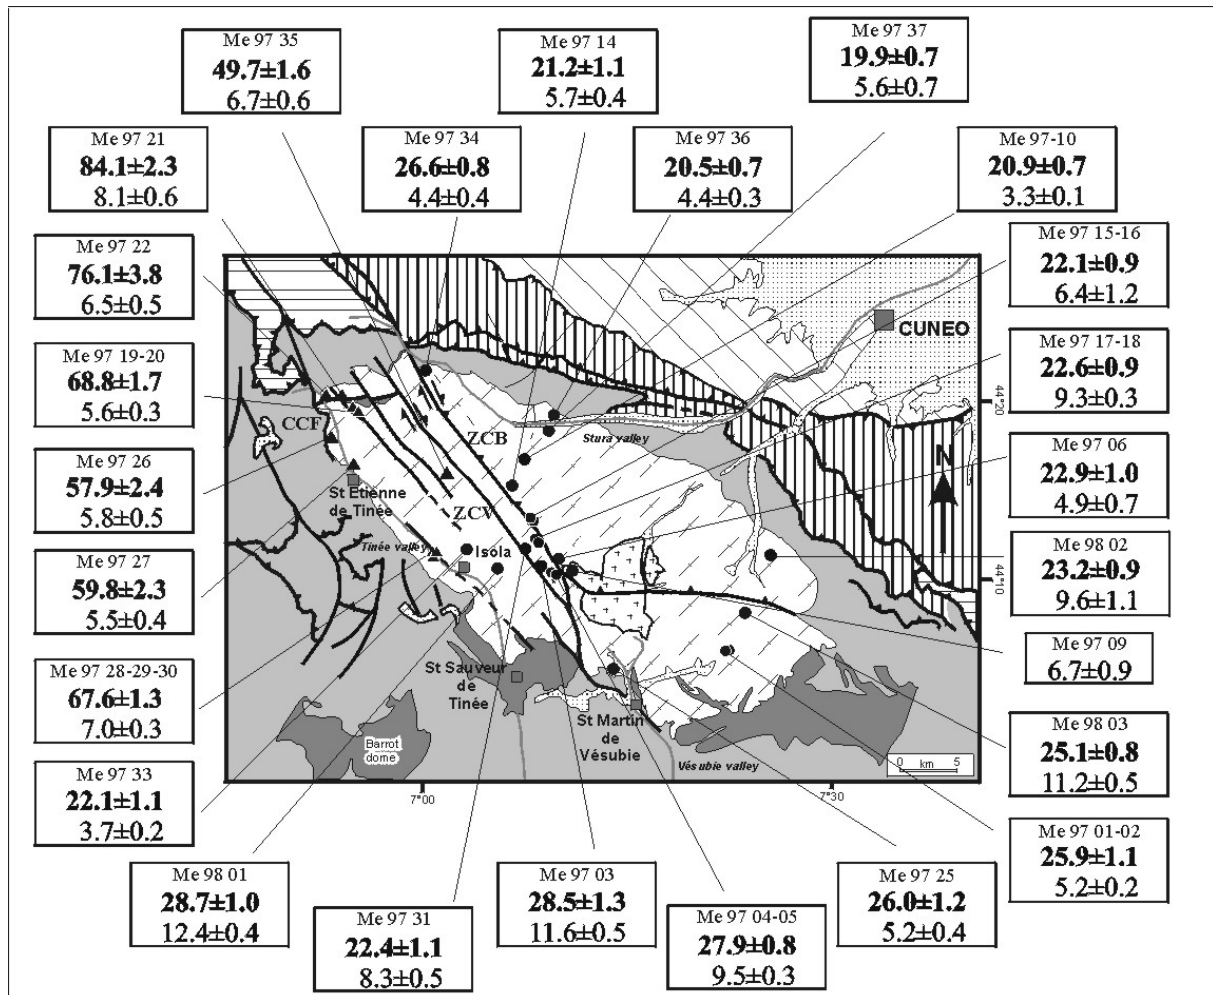 Me 97 35
49.7±1.6
6.7±0.6
Me 97 14
21.2±1.1
5.7±0.4
Me 97 37
19.9±0.7
5.6±0.7
Me 97 21
84.1±2.3
8.1±0.6
Me 97 34
26.6±0.8
4.4±0.4
Me 97 36
20.5±0.7
4.4±0.3
Me 97-10
20.9±0.7
3.3±0.1
Me 97 22
76.1±3.8
6.5±0.5
Me 97 15-16
22.1±0.9
6.4±1.2
Me 97 19-20
68.8±1.7
5.6±0.3
Me 97 17-18
22.6±0.9
9.3±0.3
Me 97 26
57.9±2.4
5.8±0.5
Me 97 06
22.9±1.0
4.9±0.7
Me 97 27
59.8±2.3
5.5±0.4
Me 98 02
23.2±0.9
9.6±1.1
Me 97 09
6.7±0.9
Me 97 28-29-30
67.6±1.3
7.0±0.3
Me 98 03
25.1±0.8
11.2±0.5
Me 97 33
22.1±1.1
3.7±0.2
Me 97 01-02
25.9±1.1
5.2±0.2
Me 98 01
28.7±1.0
12.4±0.4
Me 97 31
22.4±1.1
8.3±0.5
Me 97 03
28.5±1.3
11.6±0.5
Me 97 04-05
27.9±0.8
9.5±0.3
Me 97 25
26.0±1.2
5.2±0.4
CUNEO
44°20
CCF
ZCB
Stura valley
N
St Etienne
de Tinée
ZCV
Tinée valley
Isola
44°10
St Sauveur
de
Tinée
St Martin
de
Vésubie
Barrot
dome
Vésubie valley
0 km 5
7°00
7°30